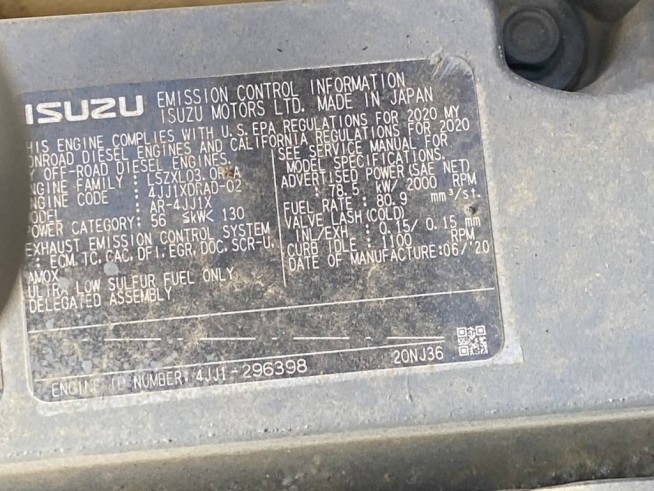 ISUZU EMISSION CONTROL INFORMATION
ISUZU MOTORS LTD. MADE IN JAPAN
HIS ENGINE COMPLIES WITH U.S. EPA REGULATIONS FOR 2020 MY
ONROAD DIESEL ENGINES AND CALIFORNIA REGULATIONS FOR 2020
Y OFF-ROAD DIESEL ENGINES.
NGINE FAMILY :
NGINE CODE : 4JJ1XDRAD-02
MODEL : AR-4JJ1X
OWER CATEGORY: 56 ≤kW< 130
EXHAUST EMISSION CONTROL SYSTEM
: ECM, TC, CAC, DFI, EGR, DOC, SCR-U,
AMOX
ULTRA LOW SULFUR FUEL ONLY
DELEGATED ASSEMBLY
SEE SERVICE MANUAL FOR
MODEL SPECIFICATIONS.
ADVERTISED POWER (SAE NET)
: 78.5 kW/ 2000 RPM
FUEL RATE : 80.9 mm³/st.
VALVE LASH (COLD)
INL/EXH : 0.15/ 0.15 mm
CURB IDLE : 1100 RPM
DATE OF MANUFACTURE:06/'20
20NJ36
ENGINE ID NUMBER: 4JJ1-296398